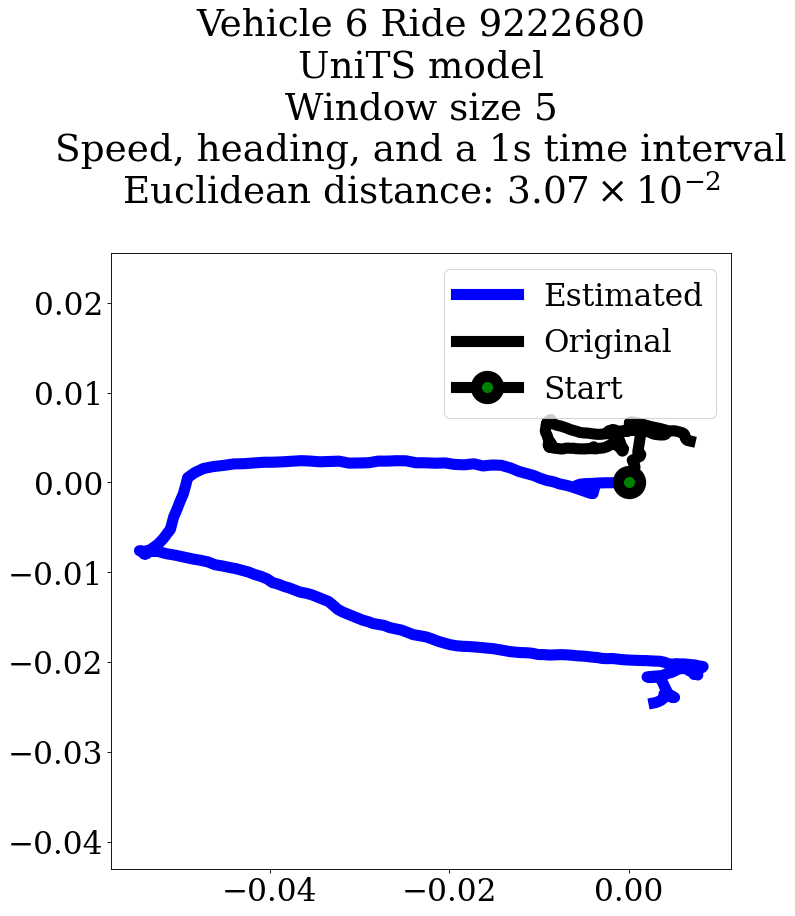 Vehicle 6 Ride 9222680
UniTS model
Window size 5
Speed, heading, and a 1s time interval
Euclidean distance: 3.07 × 10⁻²
Estimated
Original
Start
0.02
0.01
0.00
−0.01
−0.02
−0.03
−0.04
−0.04
−0.02
0.00